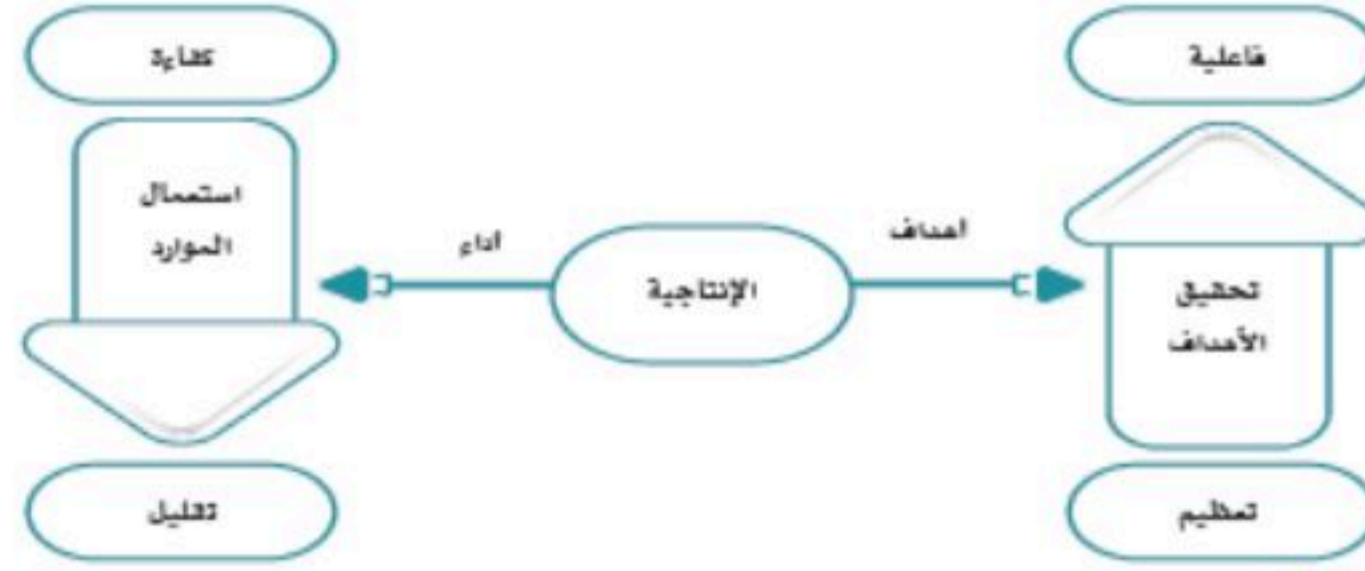 فاعلية
كفاءة
تحقيق
الأهداف
أهداف
الإنتاجية
أداء
استعمال
الموارد
تعظيم
تقليل